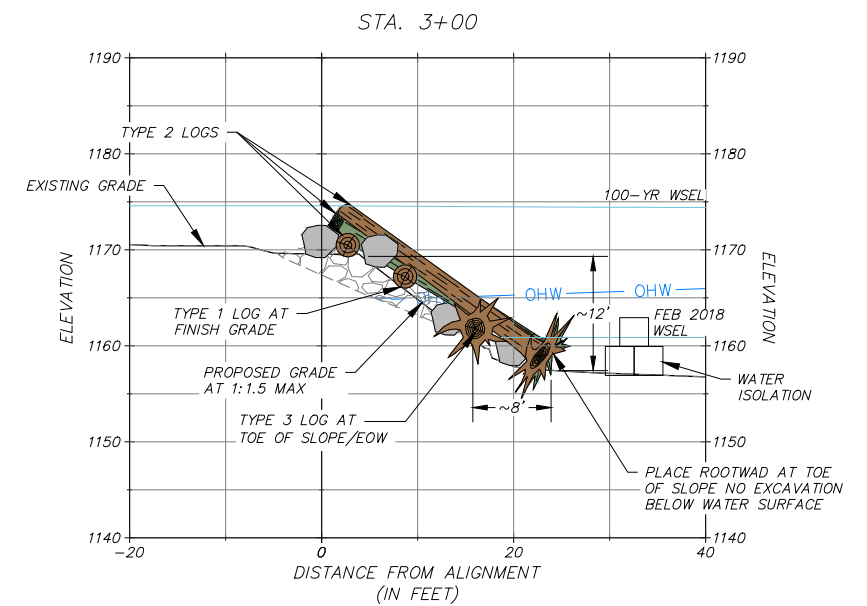 STA. 3+00
1190
1190
TYPE 2 LOGS
1180
1180
EXISTING GRADE
100-YR WSEL
1170
1170
ELEVATION
ELEVATION
OHW
OHW
~12'
TYPE 1 LOG AT
FINISH GRADE
FEB 2018
WSEL
1160
1160
PROPOSED GRADE
AT 1:1.5 MAX
WATER
ISOLATION
~8'
TYPE 3 LOG AT
TOE OF SLOPE/EOW
1150
1150
PLACE ROOTWAD AT TOE
OF SLOPE NO EXCAVATION
BELOW WATER SURFACE
1140
1140
-20
0
20
40
DISTANCE FROM ALIGNMENT
(IN FEET)